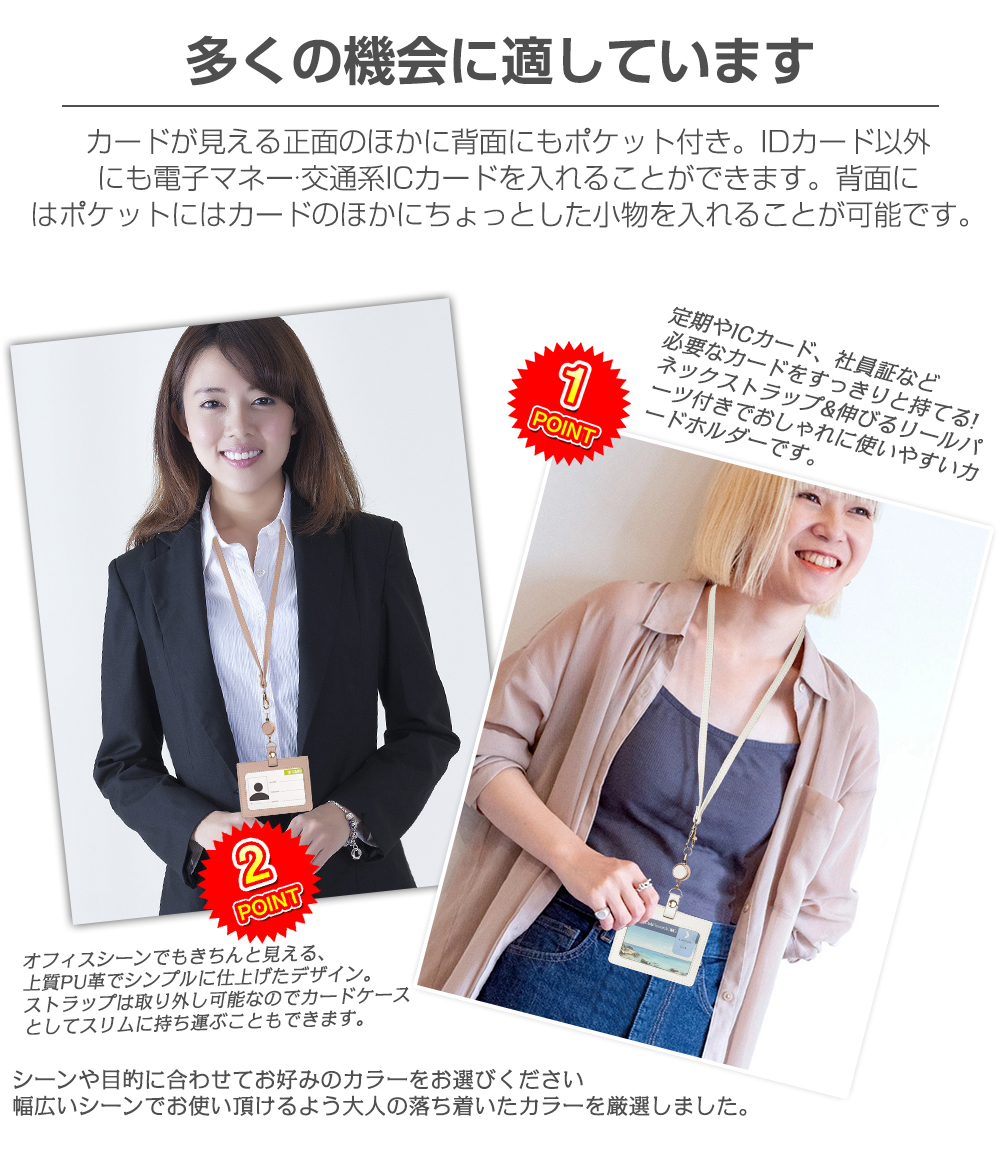 多くの機会に適しています
カードが見える正面のほかに背面にもポケット付き。IDカード以外
にも電子マネー·交通系ICカードを入れることができます。背面に
はポケットにはカードのほかにちょっとした小物を入れることが可能です。
1
POINT
定期やICカード、社員証など
必要なカードをすっきりと持てる!
ネックストラップ&伸びるリールパ
ーツ付きでおしゃれに使いやすいカ
ードホルダーです。
2
POINT
オフィスシーンでもきちんと見える、
上質PU革でシンプルに仕上げたデザイン。
ストラップは取り外し可能なのでカードケース
としてスリムに持ち運ぶこともできます。
シーンや目的に合わせてお好みのカラーをお選びください
幅広いシーンでお使い頂けるよう大人の落ち着いたカラーを厳選しました。